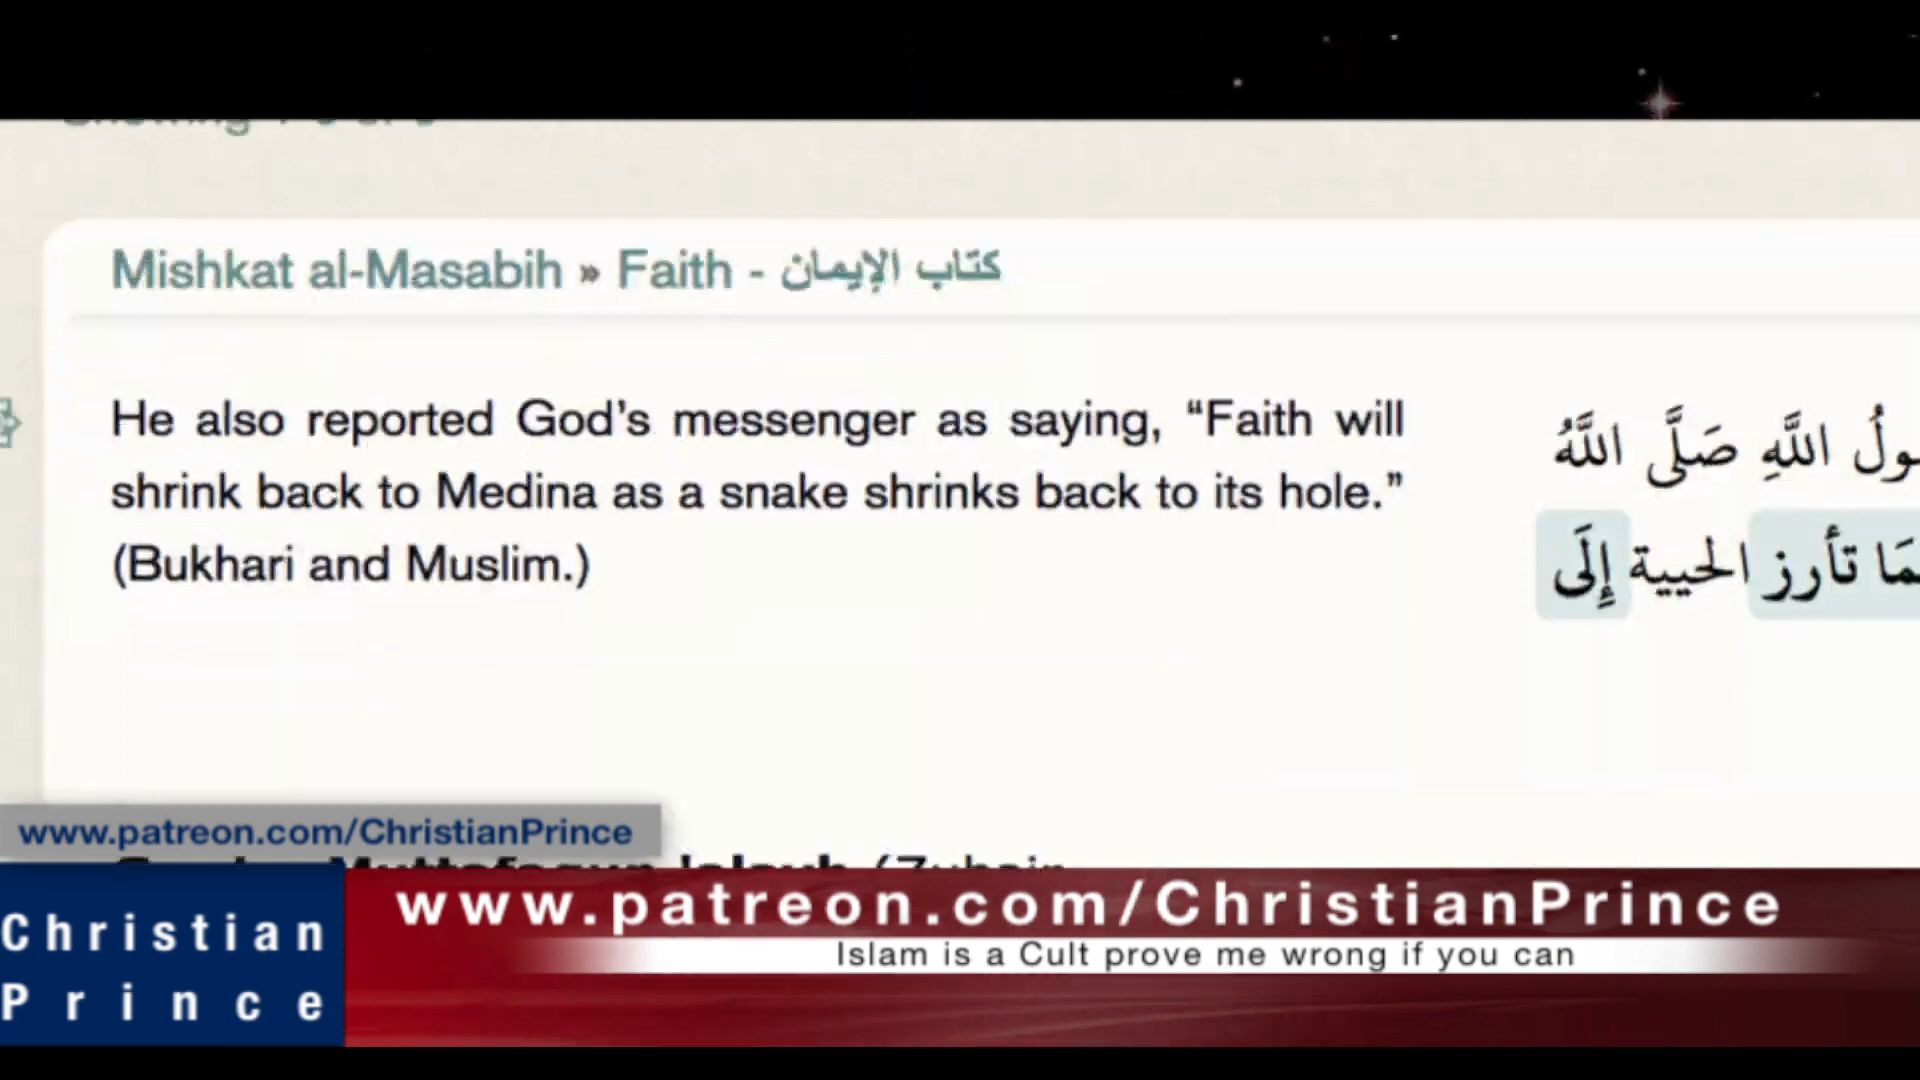 Mishkat al-Masabih » Faith - كتاب الإيمان
He also reported God's messenger as saying, “Faith will
shrink back to Medina as a snake shrinks back to its hole.”
(Bukhari and Muslim.)
اللَّهِ صَلَّى اللَّهُ
تأرز الحيية إِلَى
www.patreon.com/ChristianPrince
Christian
Prince
www.patreon.com/ChristianPrince
Islam is a Cult prove me wrong if you can